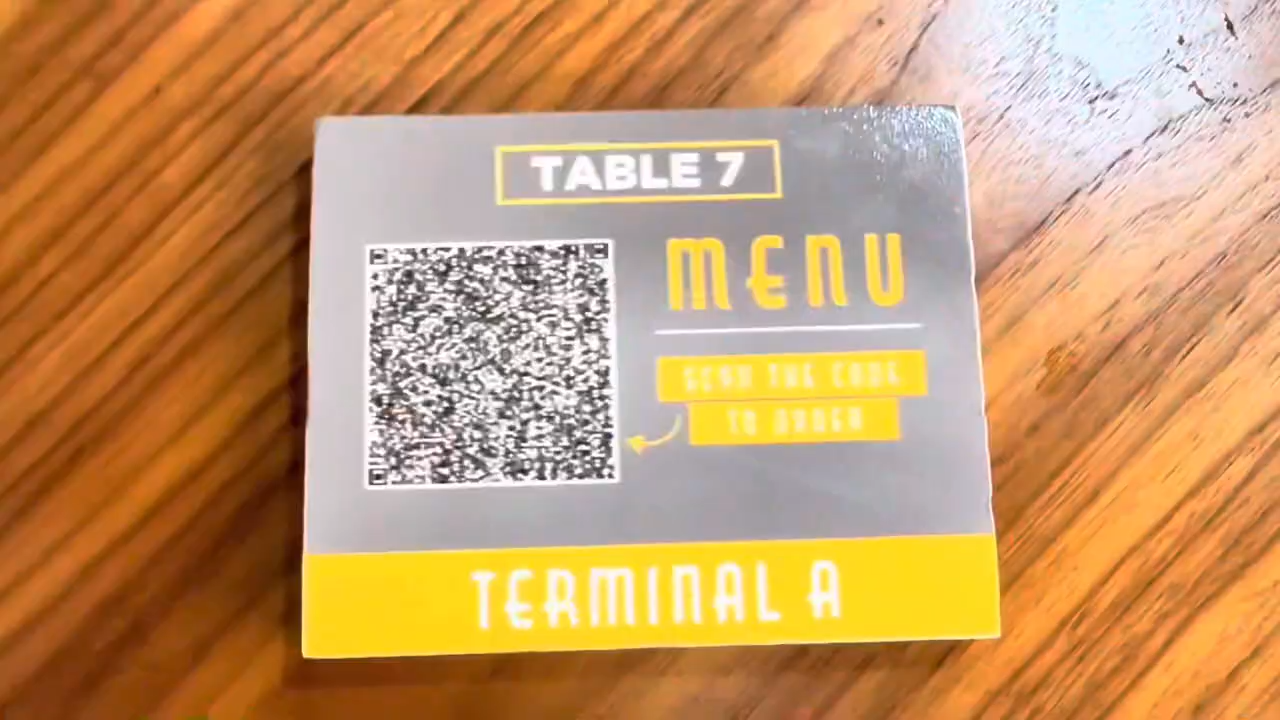 TABLE 7
MENU
SCAN THE CODE
TO ORDER
TERMINAL A